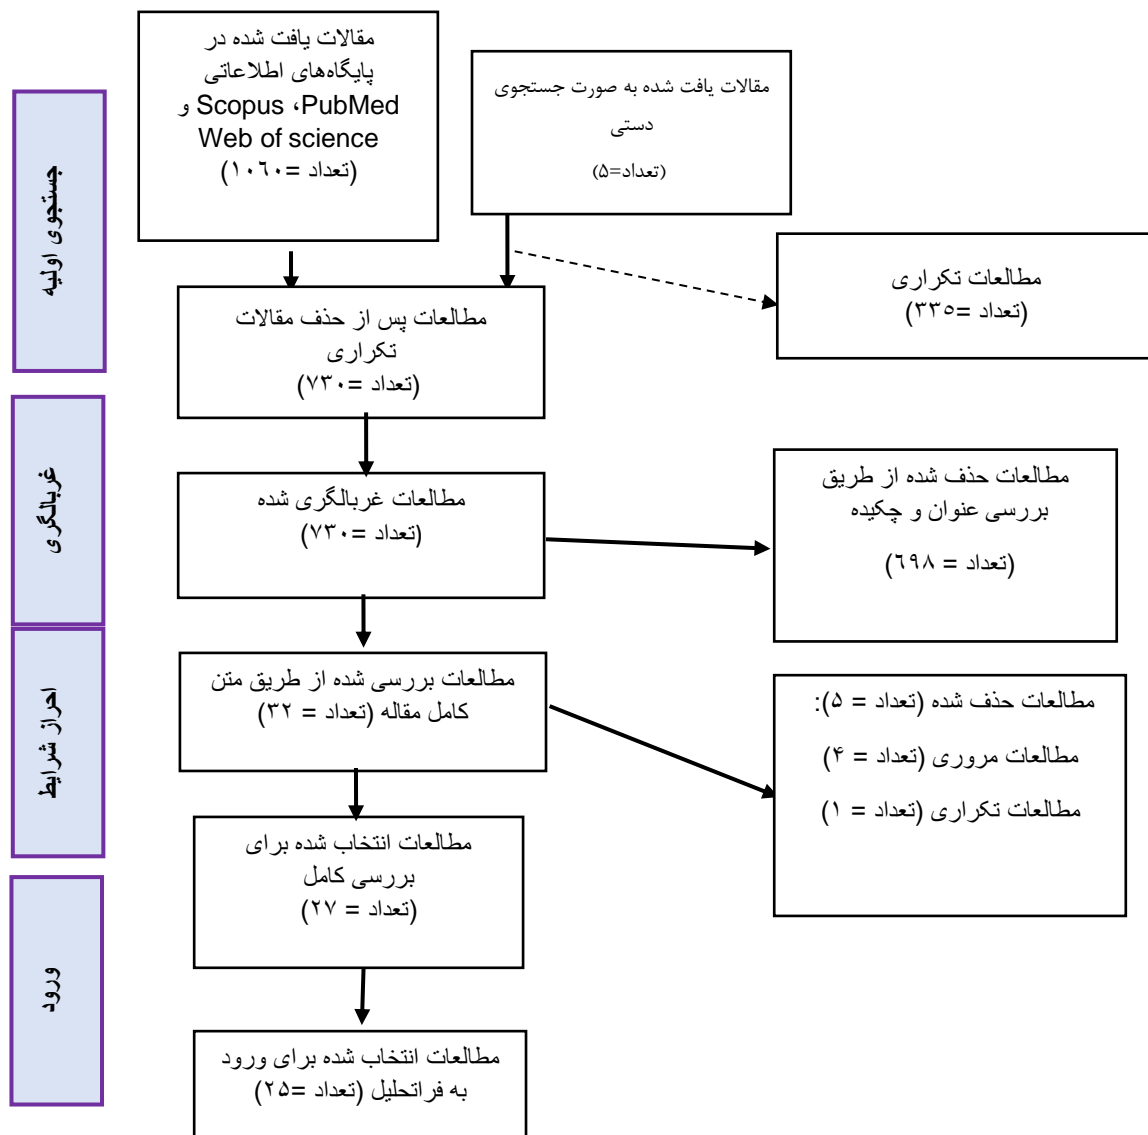 مقالات یافت شده در
پایگاه‌های اطلاعاتی
Scopus ،PubMed و
Web of science
(تعداد =۱۰۶۰)
مقالات یافت شده به صورت جستجوی
دستی
(تعداد=۵)
جستجوی اولیه
مطالعات تکراری
(تعداد =۳۳۵)
مطالعات پس از حذف مقالات
تکراری
(تعداد =۷۳۰)
غربالگری
مطالعات غربالگری شده
(تعداد =۷۳۰)
مطالعات حذف شده از طریق
بررسی عنوان و چکیده
(تعداد = ۶۹۸)
احراز شرایط
مطالعات بررسی شده از طریق متن
کامل مقاله (تعداد = ۳۲)
مطالعات حذف شده (تعداد = ۵):
مطالعات مروری (تعداد = ۴)
مطالعات تکراری (تعداد = ۱)
مطالعات انتخاب شده برای
بررسی کامل
(تعداد = ۲۷)
ورود
مطالعات انتخاب شده برای ورود
به فراتحلیل (تعداد =۲۵)